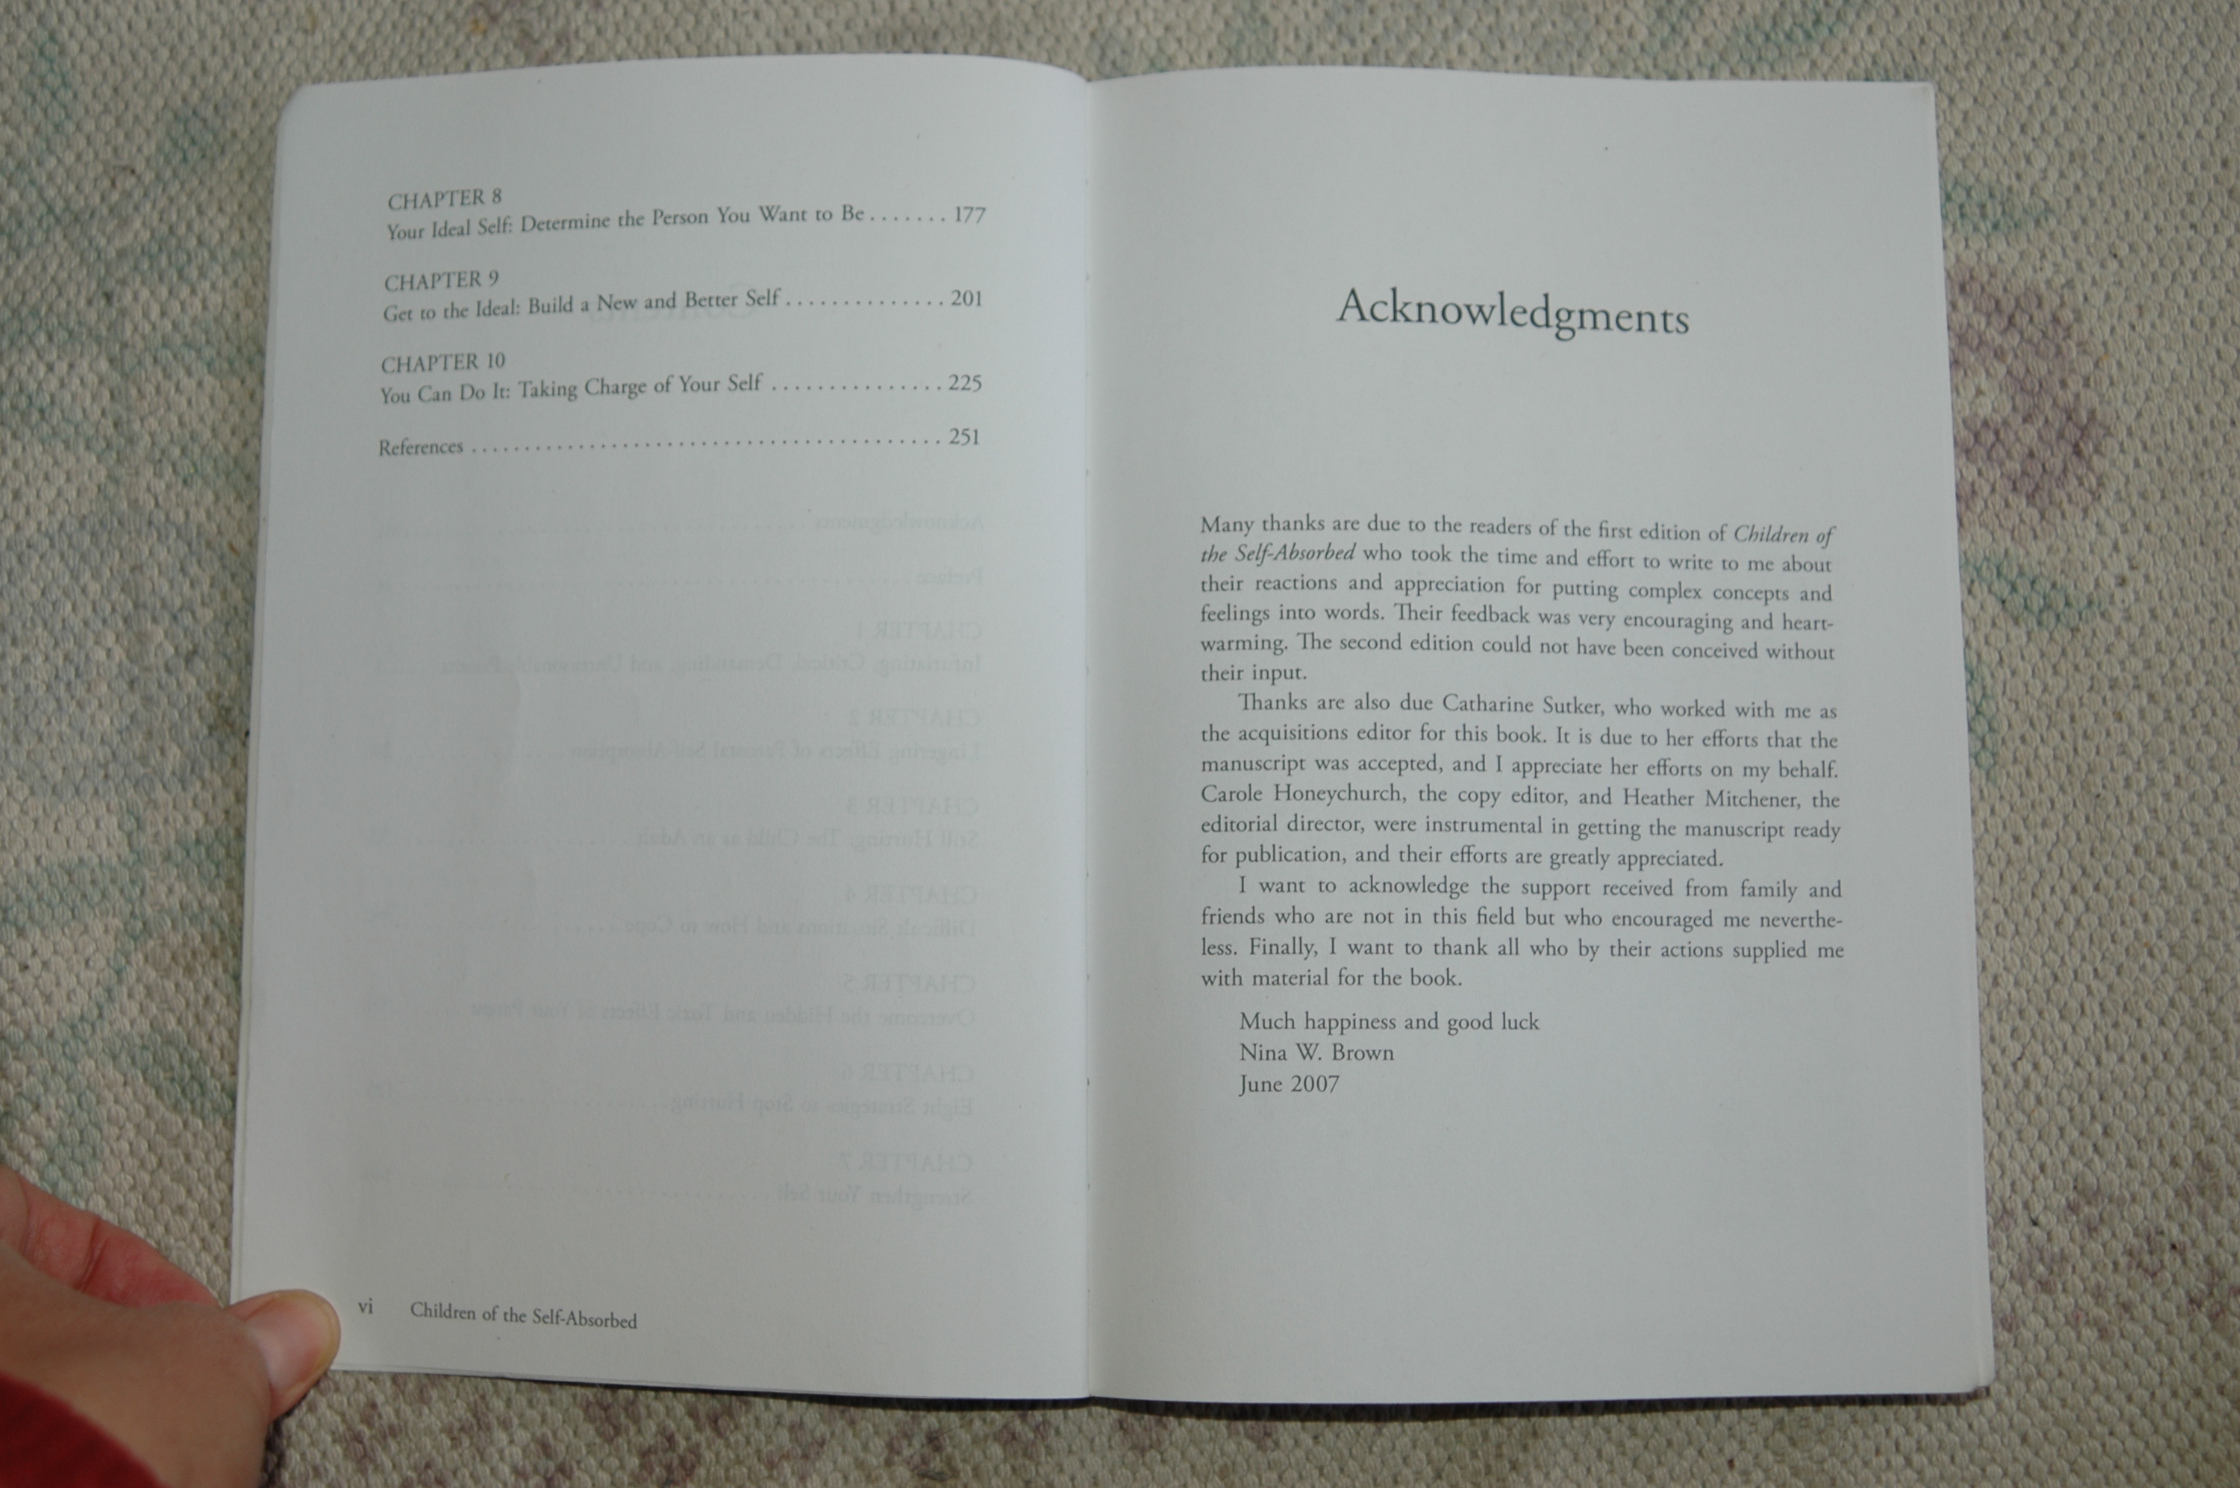 CHAPTER 8
Your Ideal Self: Determine the Person You Want to Be ....... 177
CHAPTER 9
Get to the Ideal: Build a New and Better Self .............. 201
CHAPTER 10
You Can Do It: Taking Charge of Your Self ............... 225
References ......................................... 251
vi Children of the Self-Absorbed
Acknowledgments
Many thanks are due to the readers of the first edition of Children of
the Self-Absorbed who took the time and effort to write to me about
their reactions and appreciation for putting complex concepts and
feelings into words. Their feedback was very encouraging and heart-
warming. The second edition could not have been conceived without
their input.
Thanks are also due Catharine Sutker, who worked with me as
the acquisitions editor for this book. It is due to her efforts that the
manuscript was accepted, and I appreciate her efforts on my behalf.
Carole Honeychurch, the copy editor, and Heather Mitchener, the
editorial director, were instrumental in getting the manuscript ready
for publication, and their efforts are greatly appreciated.
I want to acknowledge the support received from family and
friends who are not in this field but who encouraged me neverthe-
less. Finally, I want to thank all who by their actions supplied me
with material for the book.
Much happiness and good luck
Nina W. Brown
June 2007